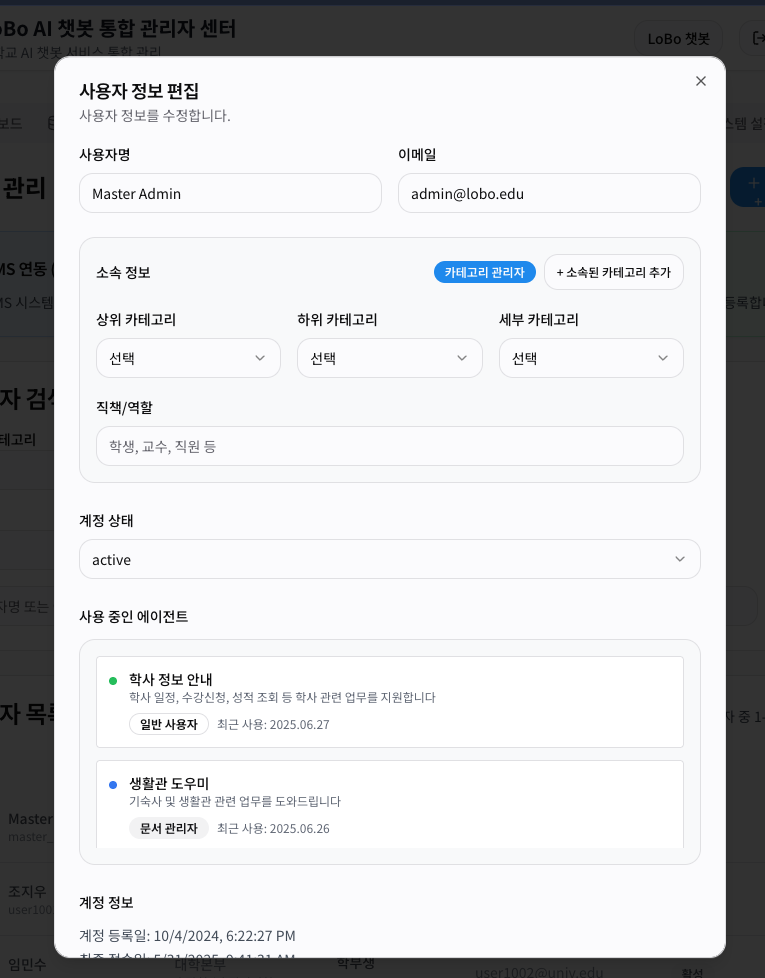 oBo AI 챗봇 통합 관리자 센터
LoBo 챗봇
학교 AI 챗봇 서비스 통합 관리
사용자 정보 편집
사용자 정보를 수정합니다.
보드
스템 설
사용자명
이메일
관리
Master Admin
admin@lobo.edu
MS 연동 (
소속 정보
카테고리 관리자
+ 소속된 카테고리 추가
MS 시스템
등록합니
상위 카테고리
하위 카테고리
세부 카테고리
선택
선택
선택
자 검색
직책/역할
테고리
학생, 교수, 직원 등
계정 상태
active
자명 또는
사용 중인 에이전트
학사 정보 안내
학사 일정, 수강신청, 성적 조회 등 학사 관련 업무를 지원합니다
자 목록
자 중 1-
일반 사용자
최근 사용: 2025.06.27
생활관 도우미
기숙사 및 생활관 관련 업무를 도와드립니다
Master
master_
문서 관리자
최근 사용: 2025.06.26
조지우
계정 정보
user100
계정 등록일: 10/4/2024, 6:22:27 PM
임민수
대학본부
학부생
user1002@univ.edu
활성